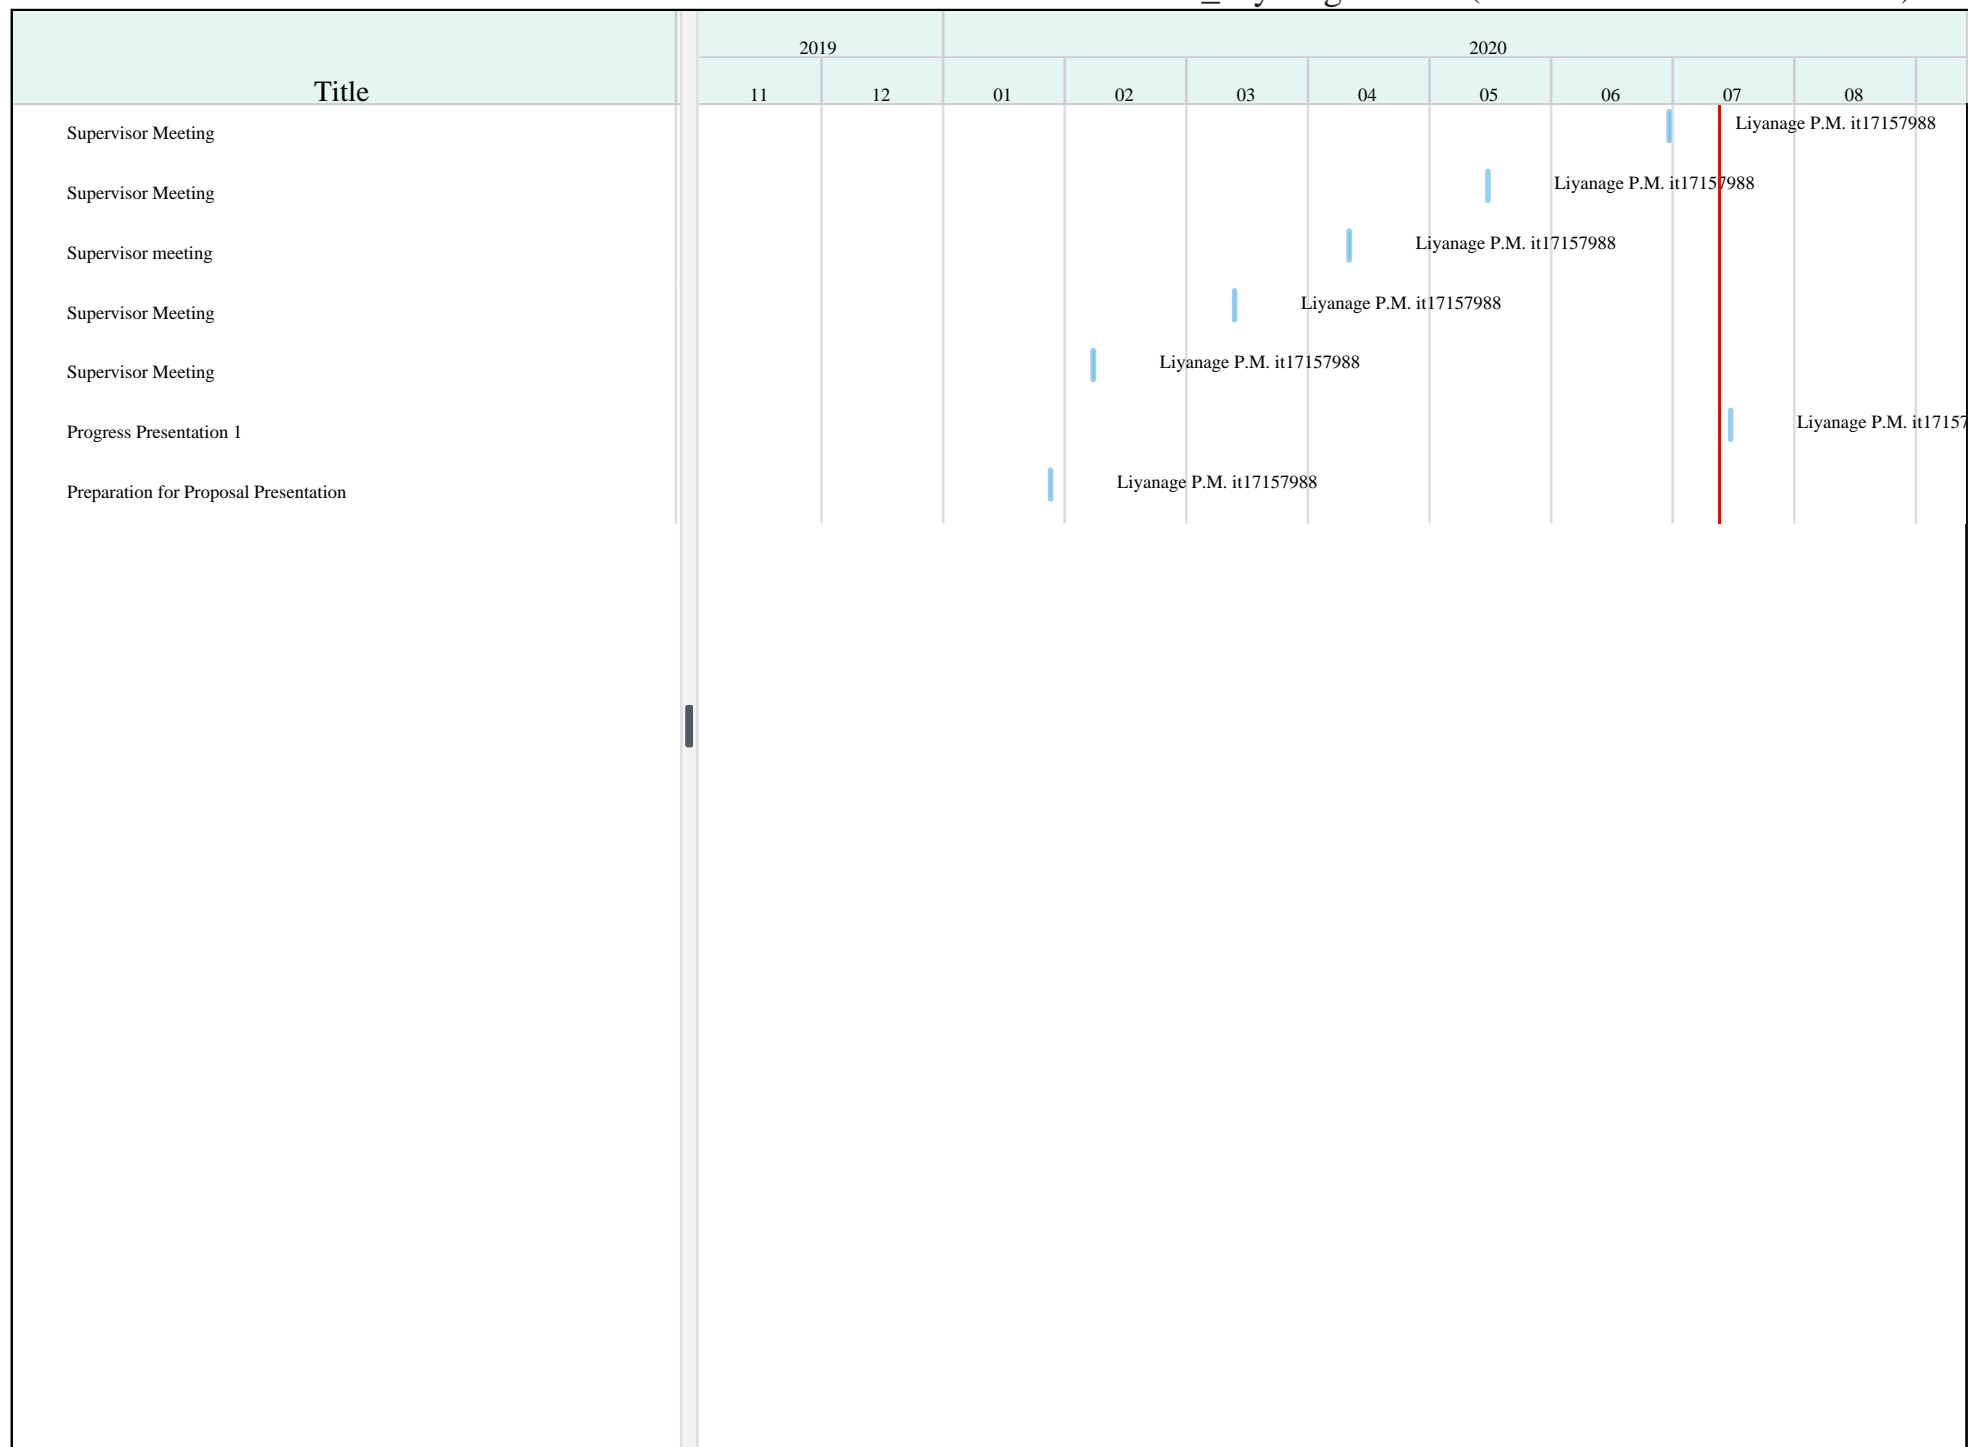 2019 2020
Title 11 12 01 02 03 04 05 06 07 08
Supervisor Meeting Liyanage P.M. it17157988
Supervisor Meeting Liyanage P.M. it17157988
Supervisor meeting Liyanage P.M. it17157988
Supervisor Meeting Liyanage P.M. it17157988
Supervisor Meeting Liyanage P.M. it17157988
Progress Presentation 1 Liyanage P.M. it17157
Preparation for Proposal Presentation Liyanage P.M. it17157988